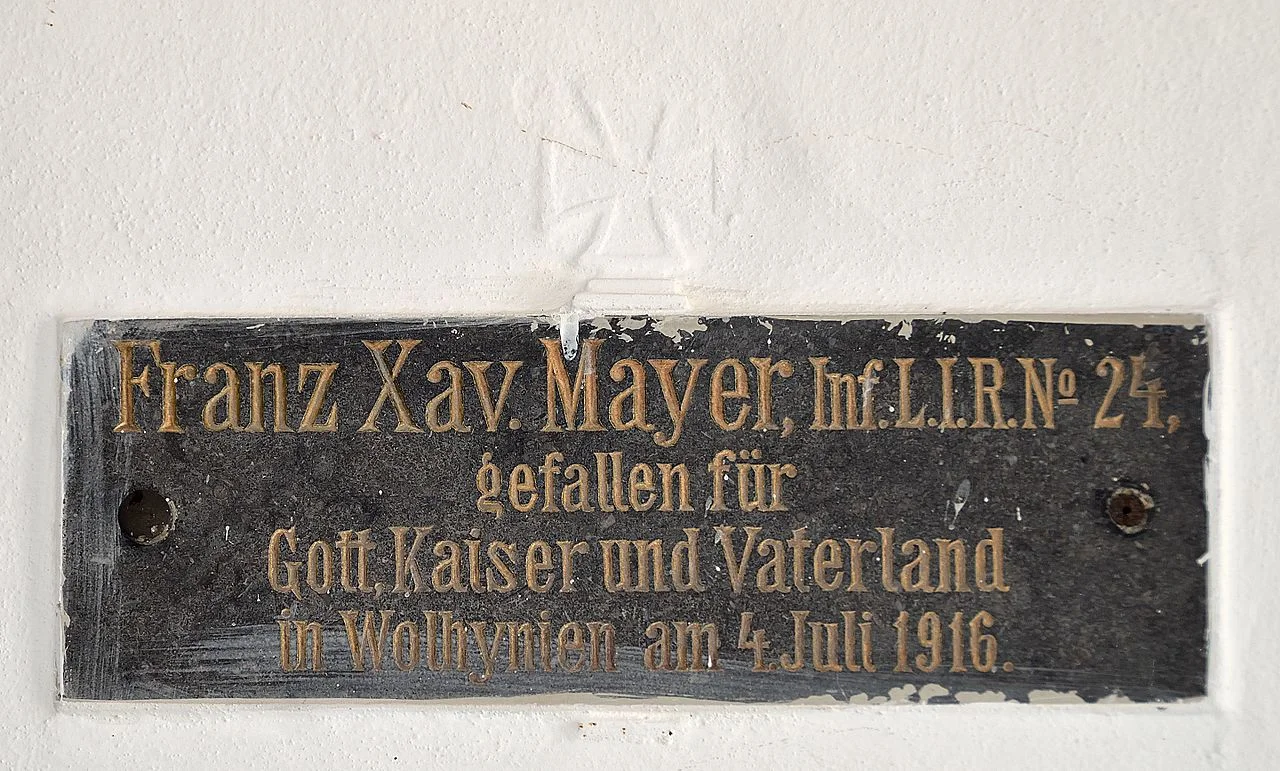 Franz Xav. Mayer, Inf.L.I.R.Nº 24,
gefallen für
Gott, Kaiser und Vaterland
in Wolhynien am 4. Juli 1916.